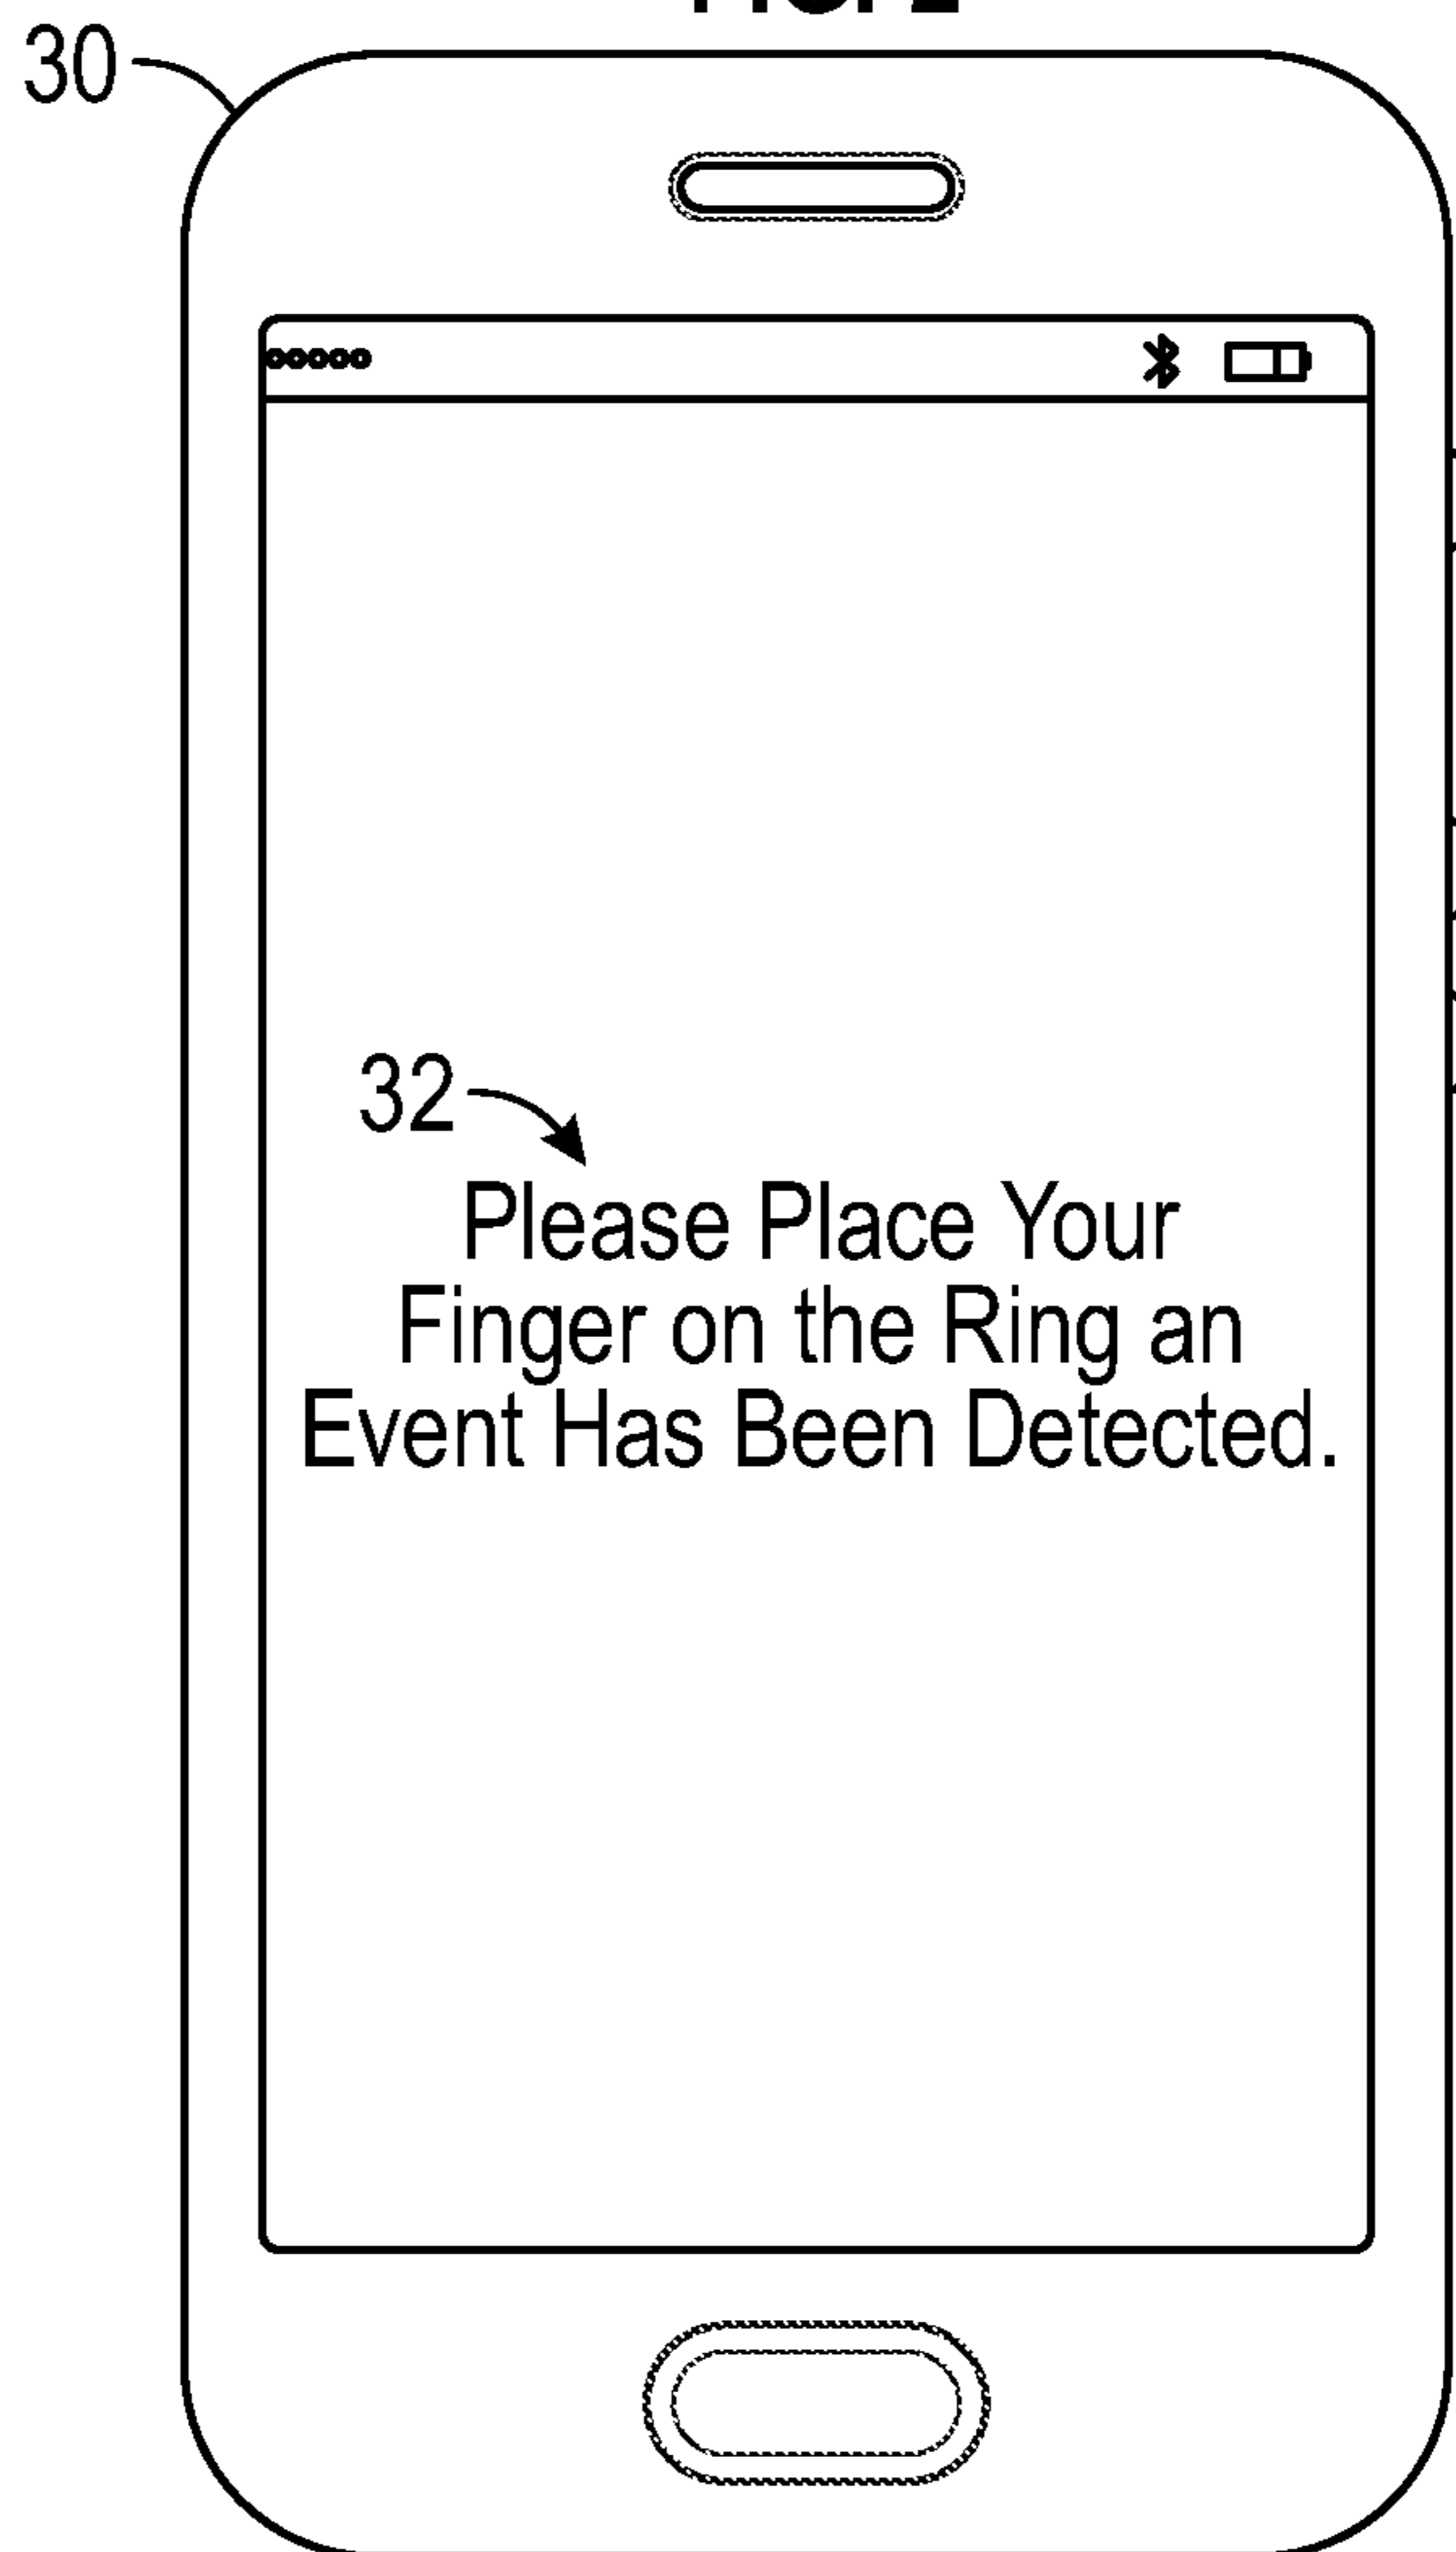 30
32
Please Place Your
Finger on the Ring an
Event Has Been Detected.